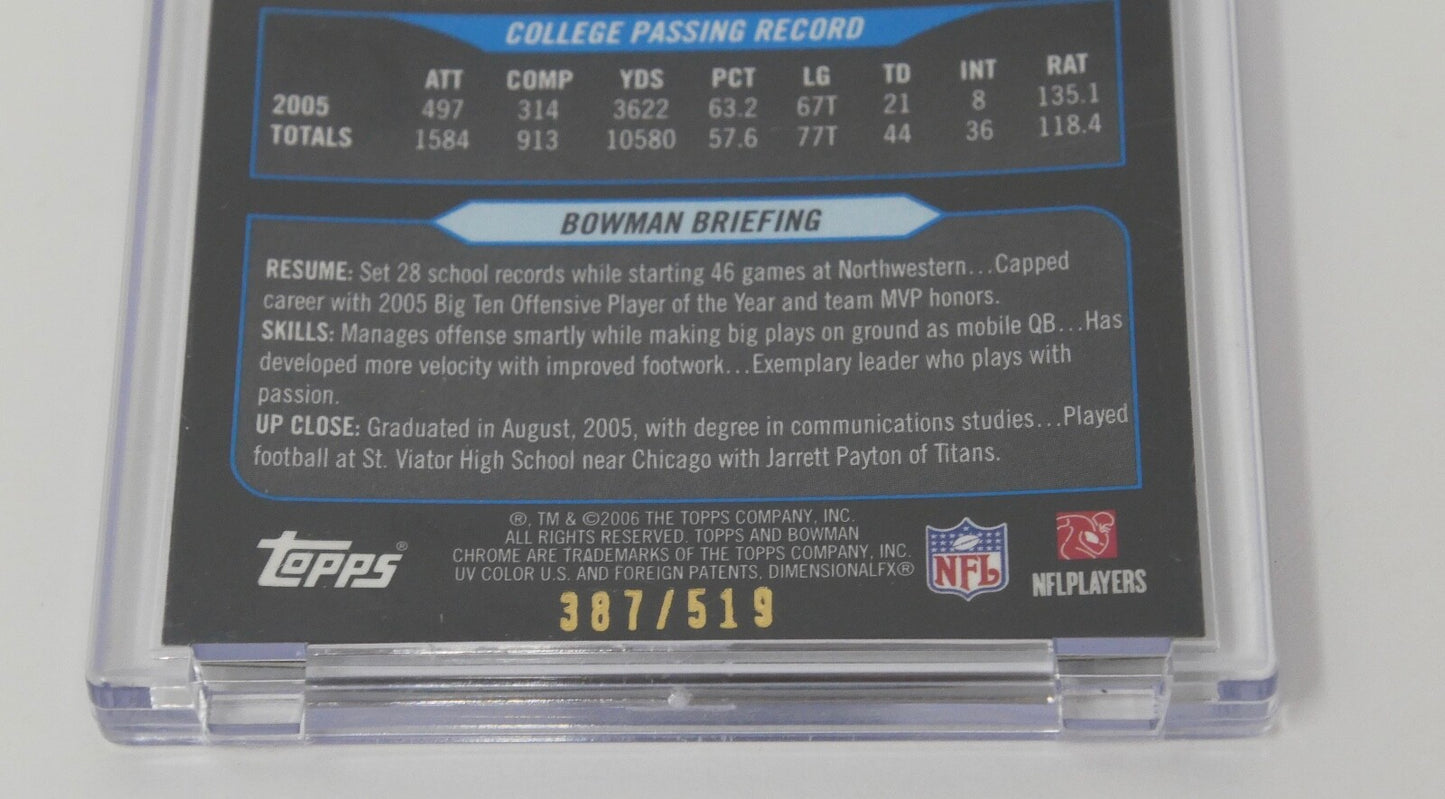 COLLEGE PASSING RECORD
ATT COMP YDS PCT LG TD INT RAT
2005 497 314 3622 63.2 67T 21 8 135.1
TOTALS 1584 913 10580 57.6 77T 44 36 118.4
BOWMAN BRIEFING
RESUME: Set 28 school records while starting 46 games at Northwestern...Capped
career with 2005 Big Ten Offensive Player of the Year and team MVP honors.
SKILLS: Manages offense smartly while making big plays on ground as mobile QB...Has
developed more velocity with improved footwork...Exemplary leader who plays with
passion.
UP CLOSE: Graduated in August, 2005, with degree in communications studies...Played
football at St. Viator High School near Chicago with Jarrett Payton of Titans.
®, TM & ©2006 THE TOPPS COMPANY, INC.
ALL RIGHTS RESERVED. TOPPS AND BOWMAN
CHROME ARE TRADEMARKS OF THE TOPPS COMPANY, INC.
UV COLOR U.S. AND FOREIGN PATENTS. DIMENSIONALFX®
topps®
NFL
NFLPLAYERS
387/519